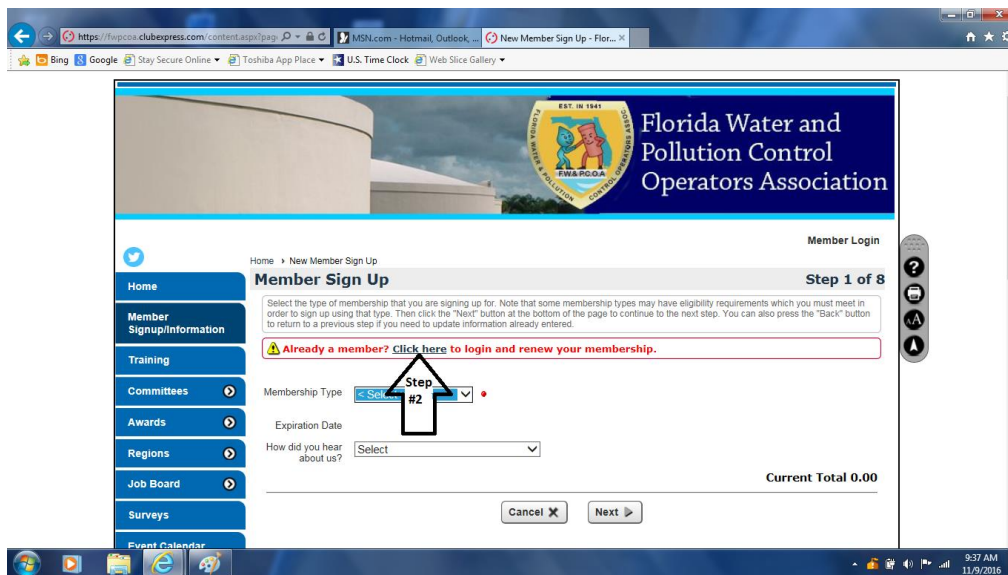 https://fwpcoa.clubexpress.com/content.aspx?pag
MSN.com - Hotmail, Outlook, ...
New Member Sign Up - Flor...
Bing
Google
Stay Secure Online
Toshiba App Place
U.S. Time Clock
Web Slice Gallery
EST. IN 1941
FLORIDA WATER & POLLUTION CONTROL OPERATORS ASSOC
F.W.& P.C.O.A
Florida Water and
Pollution Control
Operators Association
Member Login
Home › New Member Sign Up
Member Sign Up
Step 1 of 8
Select the type of membership that you are signing up for. Note that some membership types may have eligibility requirements which you must meet in
order to sign up using that type. Then click the "Next" button at the bottom of the page to continue to the next step. You can also press the "Back" button
to return to a previous step if you need to update information already entered.
Already a member? Click here to login and renew your membership.
Home
Member
Signup/Information
Training
Committees
Awards
Regions
Job Board
Surveys
Event Calendar
Membership Type
< Sele
Step
#2
Expiration Date
How did you hear
about us?
Select
Current Total 0.00
Cancel
Next
9:37 AM
11/9/2016